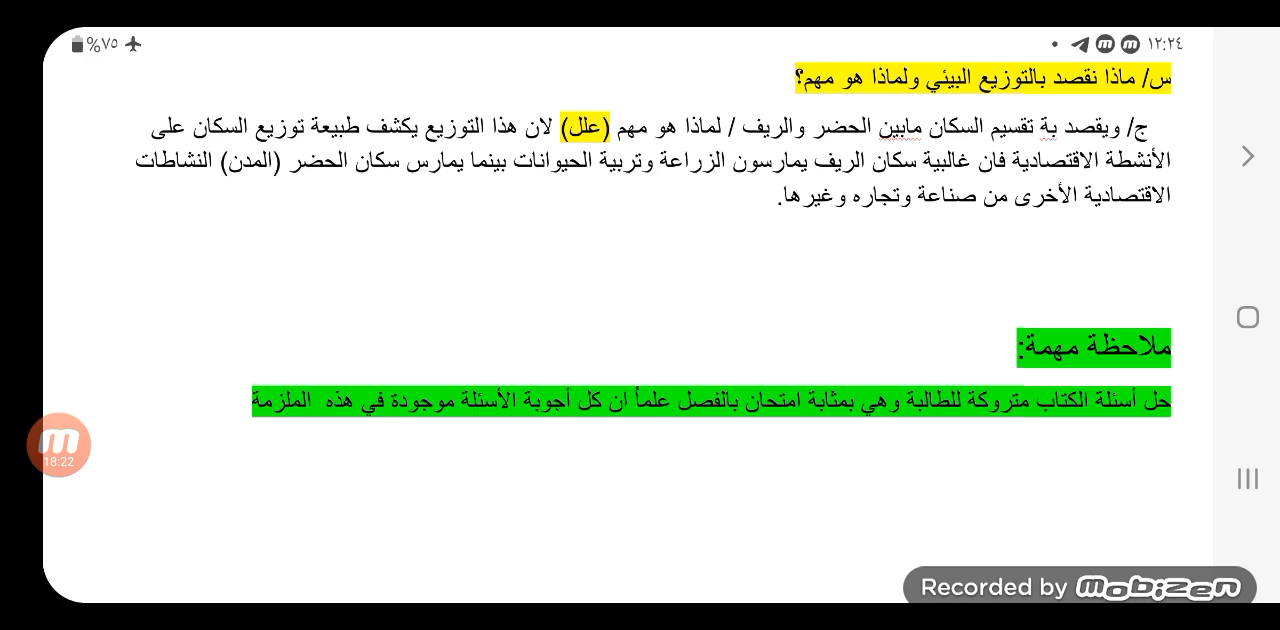 ١٢:٢٤
%٧٥
س/ ماذا نقصد بالتوزيع البيئي ولماذا هو مهم؟
ج/ ويقصد بة تقسيم السكان مابين الحضر والريف / لماذا هو مهم (علل) لان هذا التوزيع يكشف طبيعة توزيع السكان على
الأنشطة الاقتصادية فان غالبية سكان الريف يمارسون الزراعة وتربية الحيوانات بينما يمارس سكان الحضر (المدن) النشاطات
الاقتصادية الأخرى من صناعة وتجاره وغيرها.
ملاحظة مهمة:
حل أسئلة الكتاب متروكة للطالبة وهي بمثابة امتحان بالفصل علماُ ان كل أجوبة الأسئلة موجودة في هذه الملزمة
18:22
Recorded by mobizen